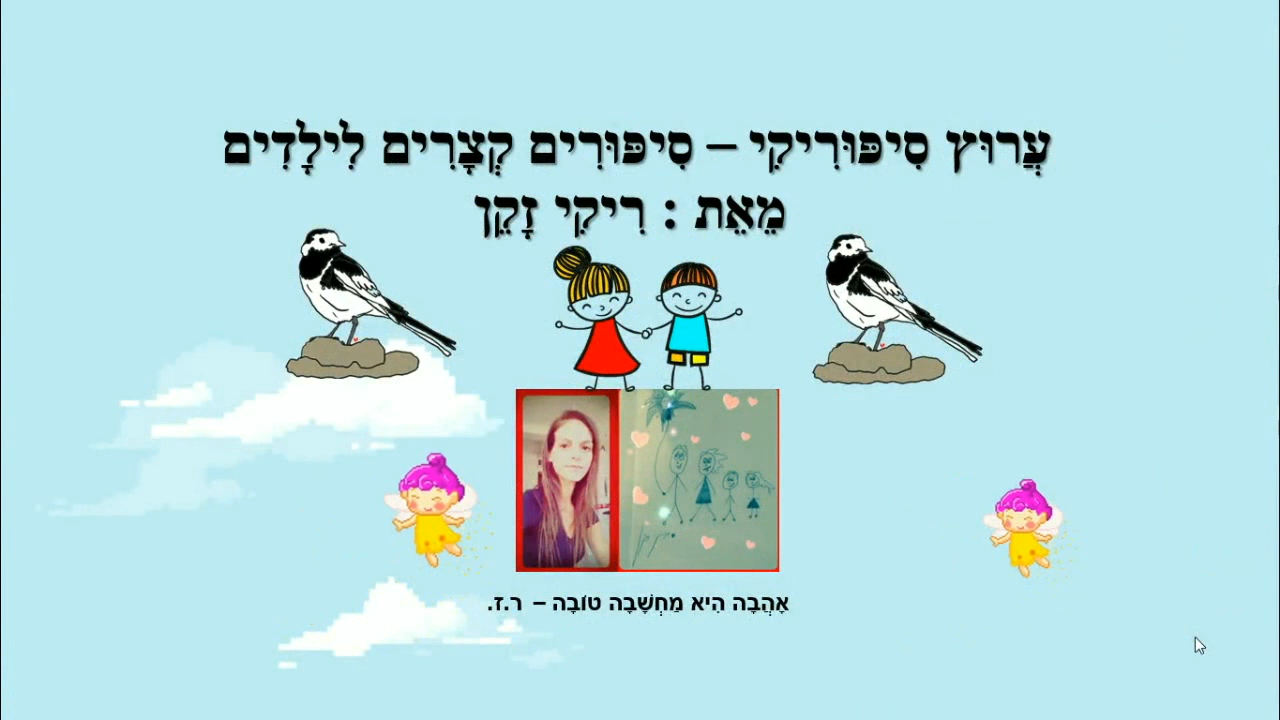 עֲרוּץ סִיפּוּרִיקִי – סִיפּוּרִים קְצָרִים לִילָדִים
מֵאֵת : רִיקִי זָקֵן
אָהֲבָה הִיא מַחְשָׁבָה טוֹבָה – ר.ז.